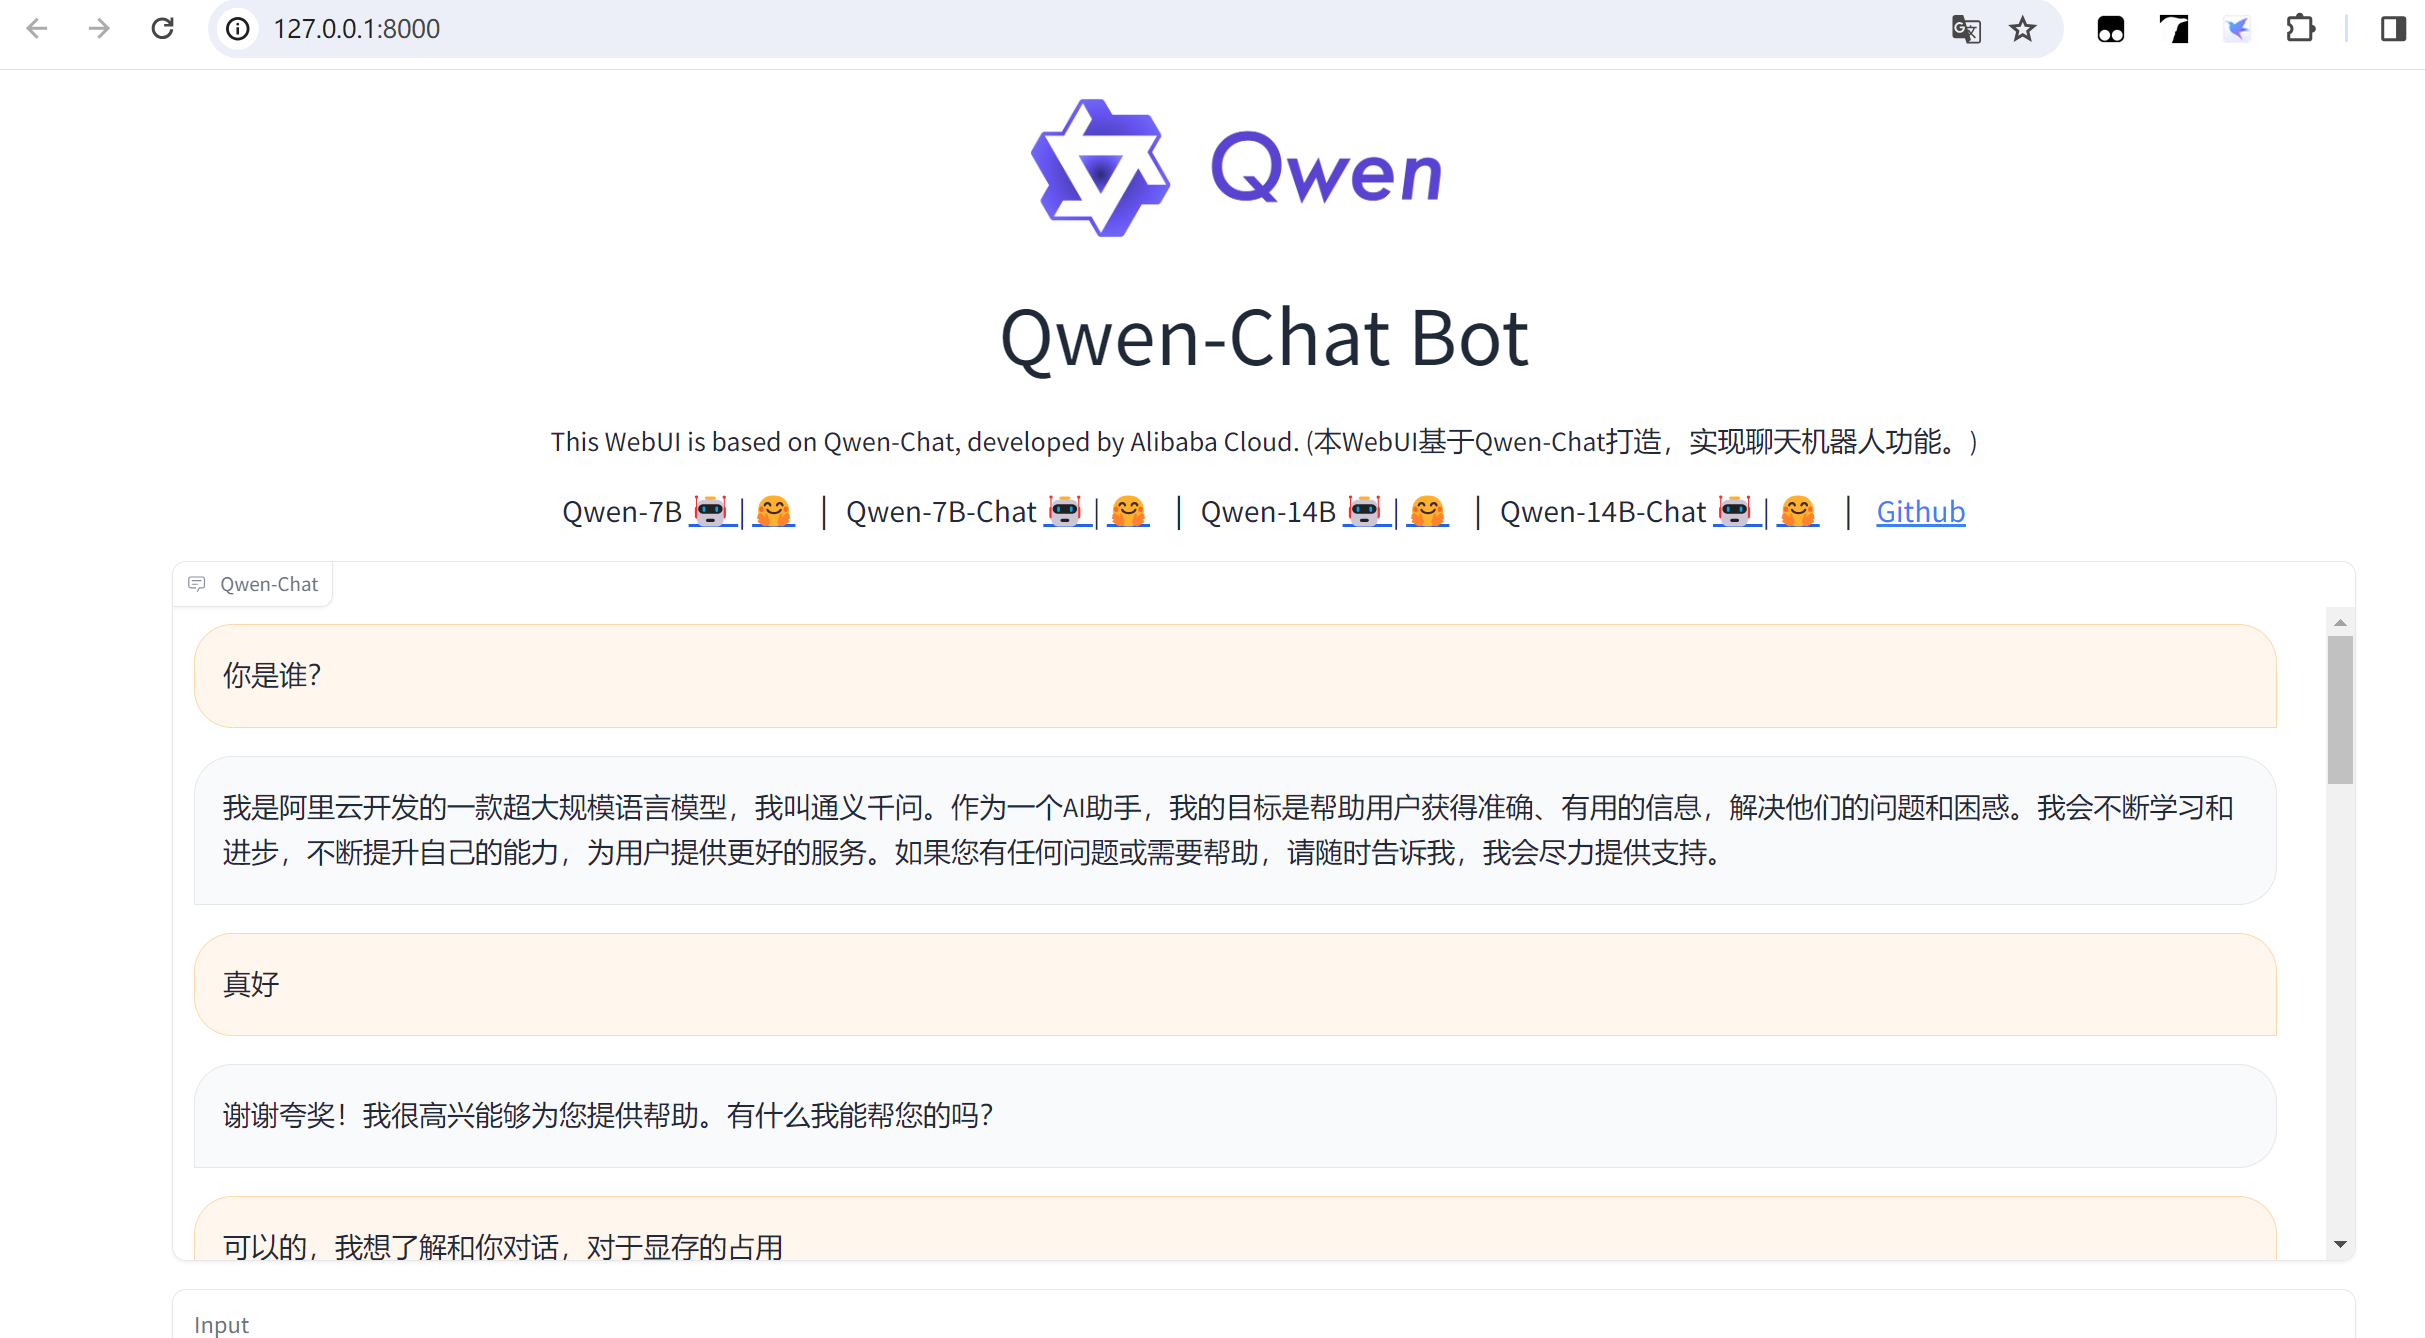 127.0.0.1:8000
Qwen
Qwen-Chat Bot
This WebUI is based on Qwen-Chat, developed by Alibaba Cloud. (本WebUI基于Qwen-Chat打造，实现聊天机器人功能。)
Qwen-7B 🤖 | 🤗 | Qwen-7B-Chat 🤖 | 🤗 | Qwen-14B 🤖 | 🤗 | Qwen-14B-Chat 🤖 | 🤗 | Github
Qwen-Chat
你是谁？
我是阿里云开发的一款超大规模语言模型，我叫通义千问。作为一个AI助手，我的目标是帮助用户获得准确、有用的信息，解决他们的问题和困惑。我会不断学习和
进步，不断提升自己的能力，为用户提供更好的服务。如果您有任何问题或需要帮助，请随时告诉我，我会尽力提供支持。
真好
谢谢夸奖！我很高兴能够为您提供帮助。有什么我能帮您的吗？
可以的，我想了解和你对话，对于显存的占用
Input